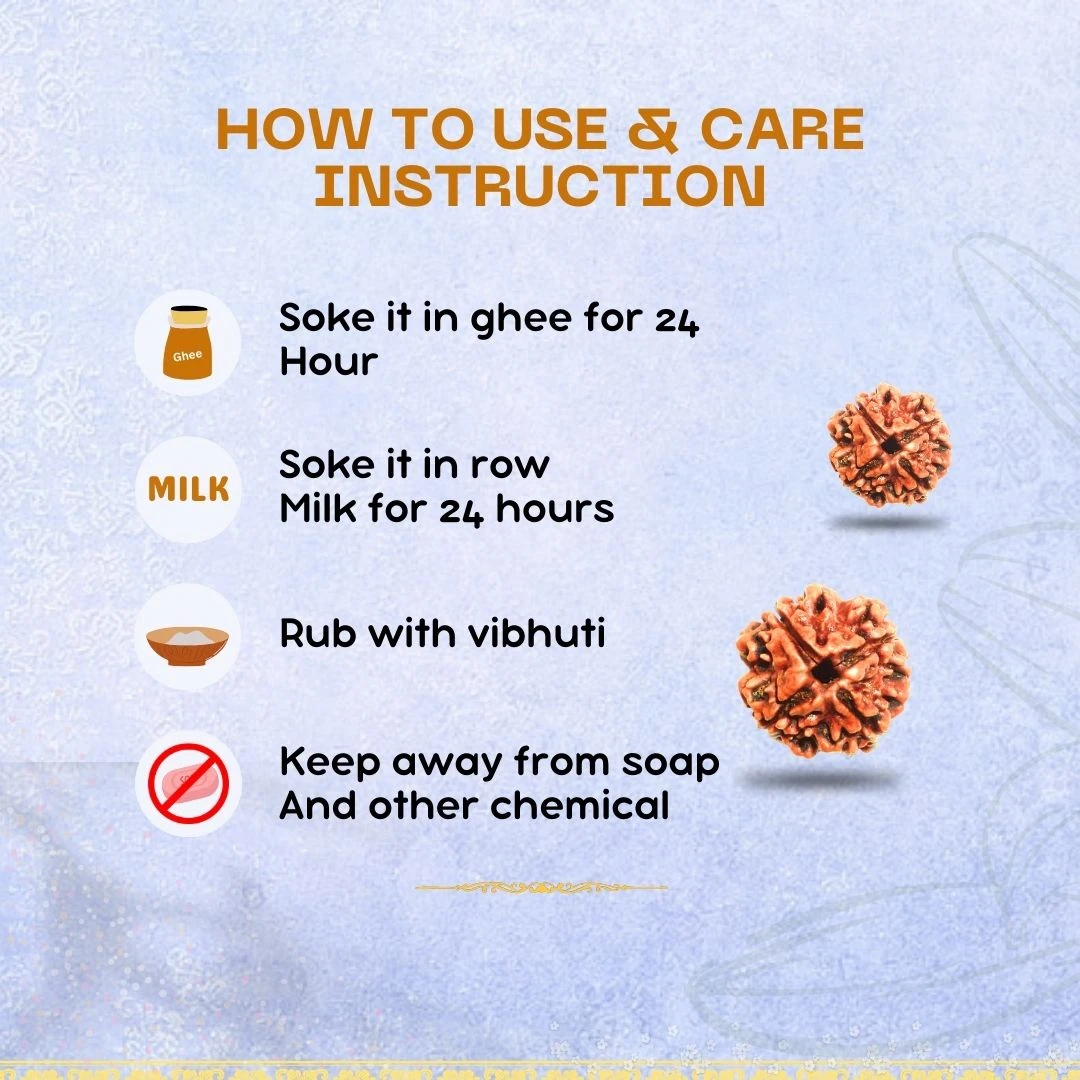 HOW TO USE & CARE
INSTRUCTION
Ghee
Soke it in ghee for 24
Hour
MILK
Soke it in row
Milk for 24 hours
Rub with vibhuti
Keep away from soap
And other chemical